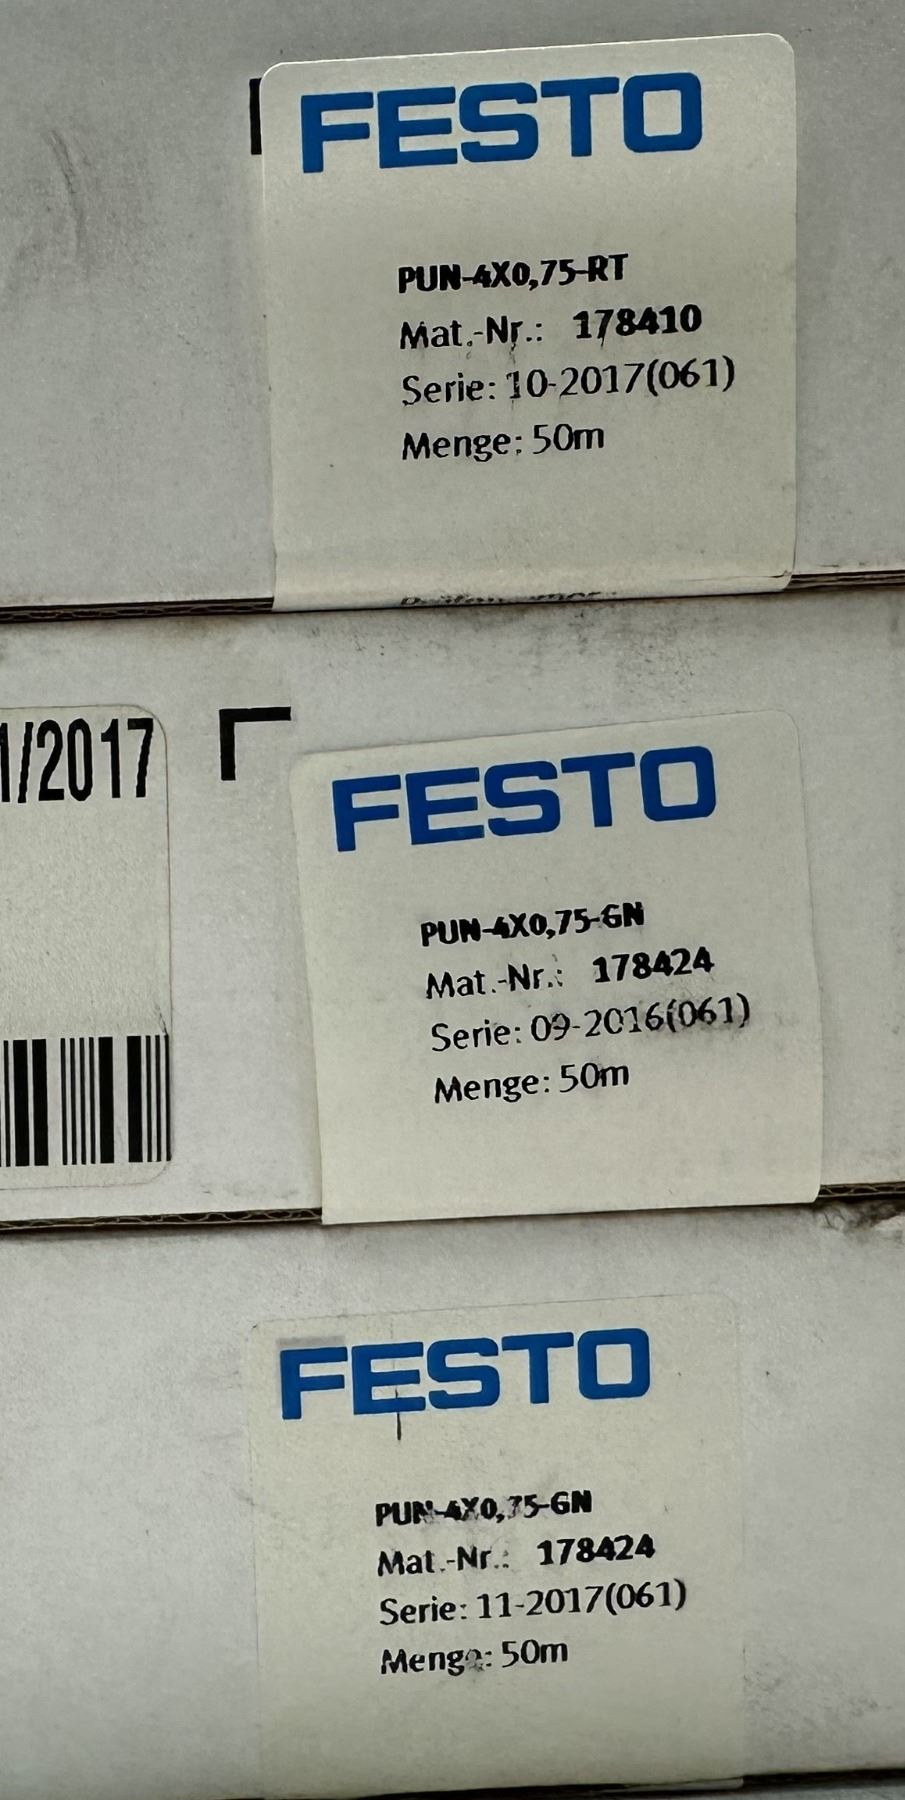 FESTO
PUN-4X0,75-RT
Mat.-Nr.: 178410
Serie: 10-2017(061)
Menge: 50m
1/2017
FESTO
PUN-4X0,75-GN
Mat.-Nr.: 178424
Serie: 09-2016(061)
Menge: 50m
FESTO
PUN-4X0,75-GN
Mat.-Nr.: 178424
Serie: 11-2017(061)
Menge: 50m